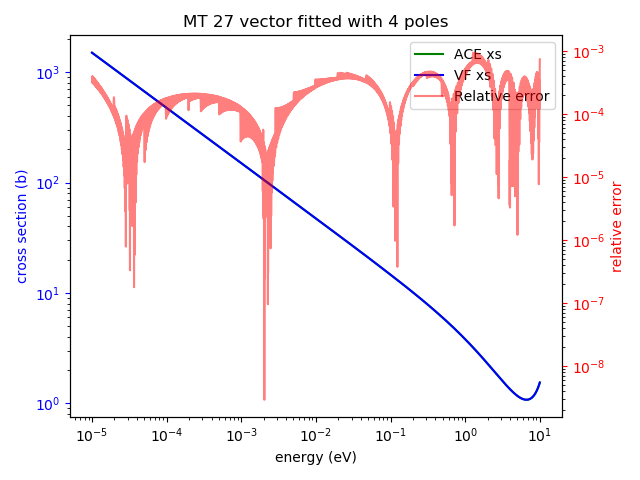 MT 27 vector fitted with 4 poles
ACE xs
VF xs
Relative error
cross section (b)
10³
10²
10¹
10⁰
relative error
10⁻³
10⁻⁴
10⁻⁵
10⁻⁶
10⁻⁷
10⁻⁸
10⁻⁵ 10⁻⁴ 10⁻³ 10⁻² 10⁻¹ 10⁰ 10¹
energy (eV)